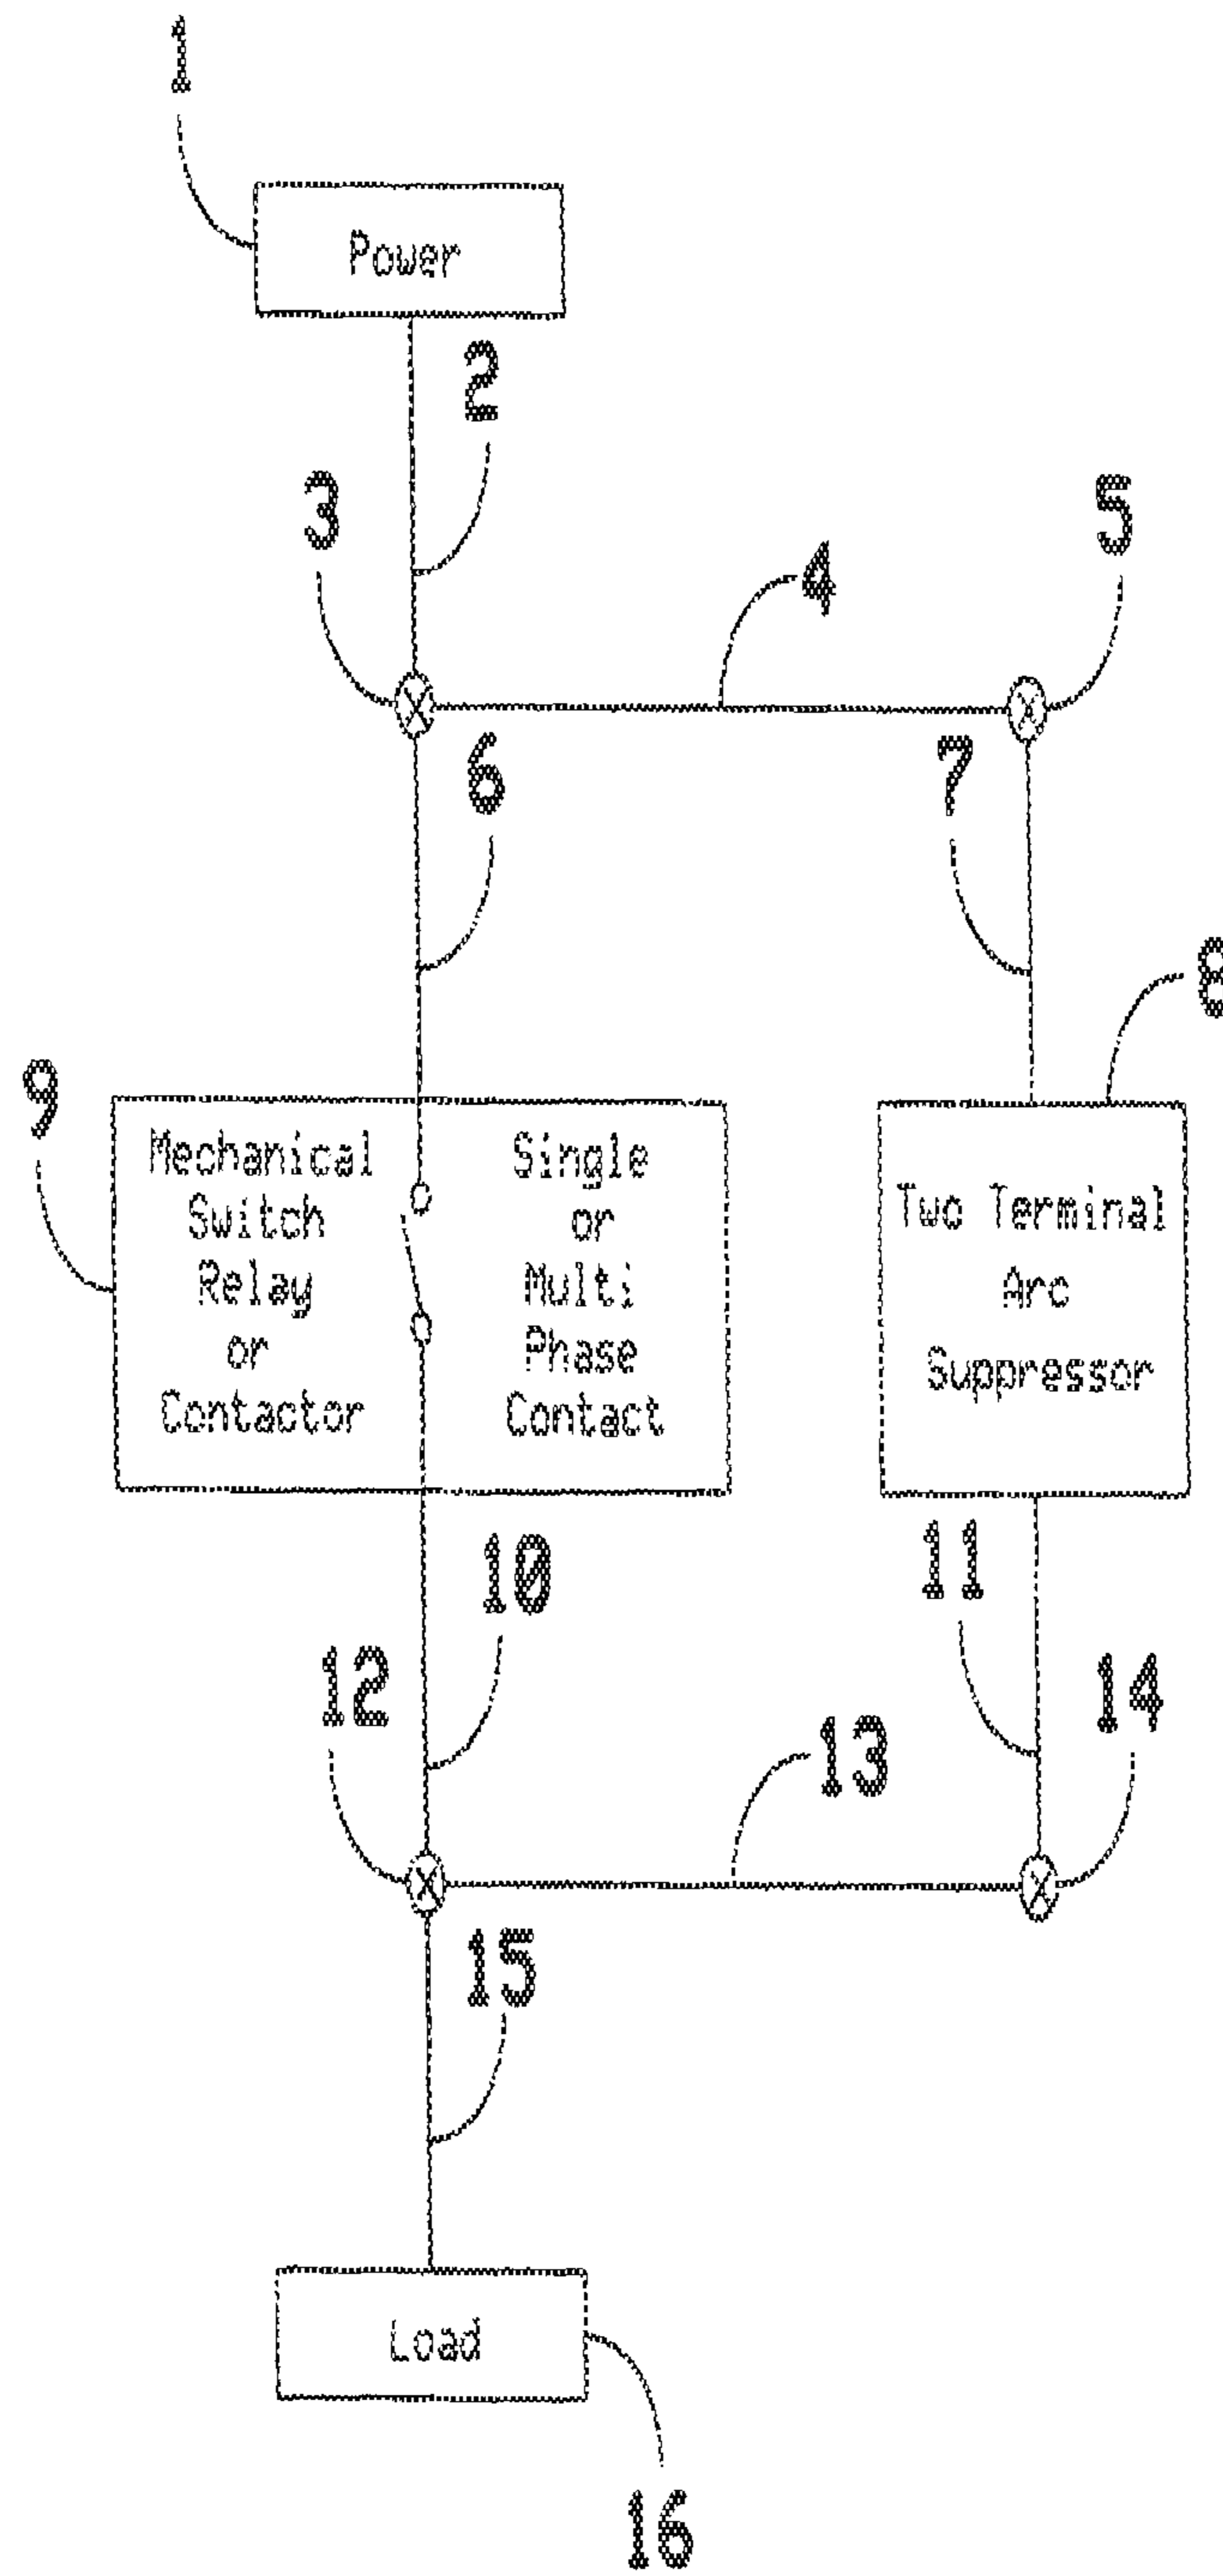 1
Power
2
3
4
5
6
7
8
9
Mechanical
Switch
Relay
or
Contactor
Single
or
Multi
Phase
Contact
Two Terminal
Arc
Suppressor
10
11
12
13
14
15
Load
16